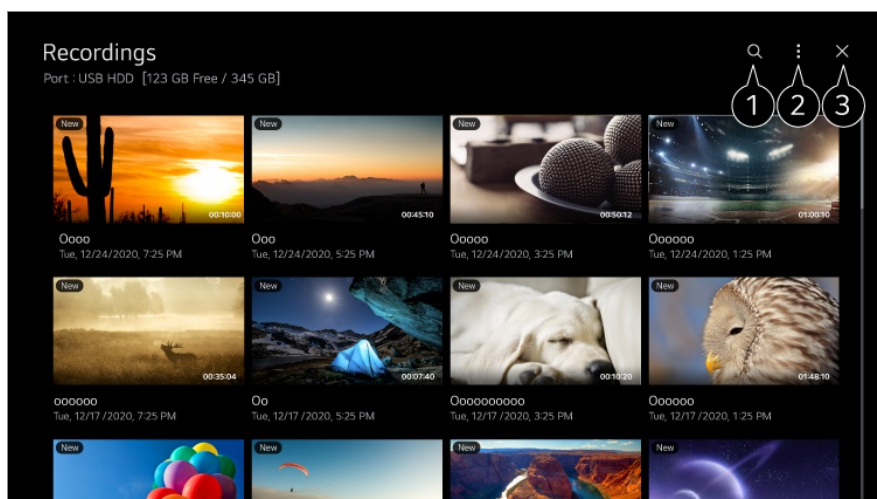 Recordings
Port : USB HDD [123 GB Free / 345 GB]
1 2 3
New New New New
00:10:00 00:45:10 00:50:12 01:00:10
Oooo Ooo Ooooo Oooooo
Tue, 12/24/2020, 7:25 PM Tue, 12/24/2020, 5:25 PM Tue, 12/24/2020, 3:25 PM Tue, 12/24/2020, 1:25 PM
New New New New
00:35:04 00:07:40 00:10:20 01:48:10
oooooo Oo Oooooooooo Oooooo
Tue, 12/17/2020, 7:25 PM Tue, 12/17/2020, 5:25 PM Tue, 12/17/2020, 3:25 PM Tue, 12/17/2020, 1:25 PM
New New New New